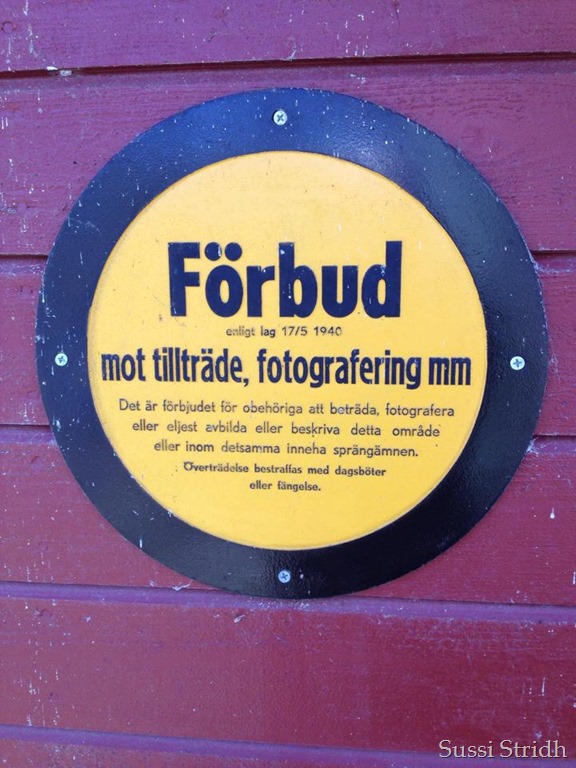 Förbud
enligt lag 17/5 1940
mot tillträde, fotografering mm
Det är förbjudet för obehöriga att beträda, fotografera
eller eljest avbilda eller beskriva detta område
eller inom detsamma inneha sprängämnen.
Överträdelse bestraffas med dagsböter
eller fängelse.
Sussi Stridh